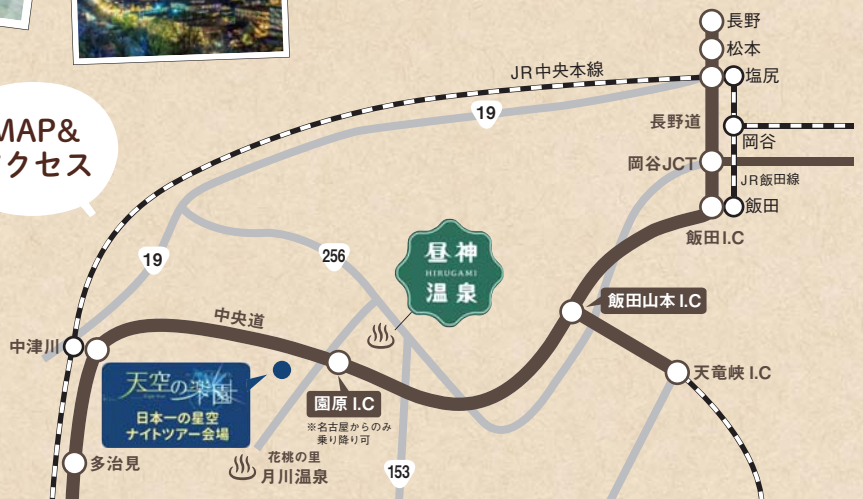 長野
松本
JR中央本線
塩尻
19
MAP&
クセス
長野道
岡谷
岡谷JCT
JR飯田線
飯田
飯田I.C
昼神
HIRUGAMI
温泉
19
256
飯田山本I.C
中央道
中津川
天竜峡 I.C
天空の楽園
日本一の星空
ナイトツアー会場
園原 I.C
※名古屋からのみ
乗り降り可
花桃の里
月川温泉
多治見
153